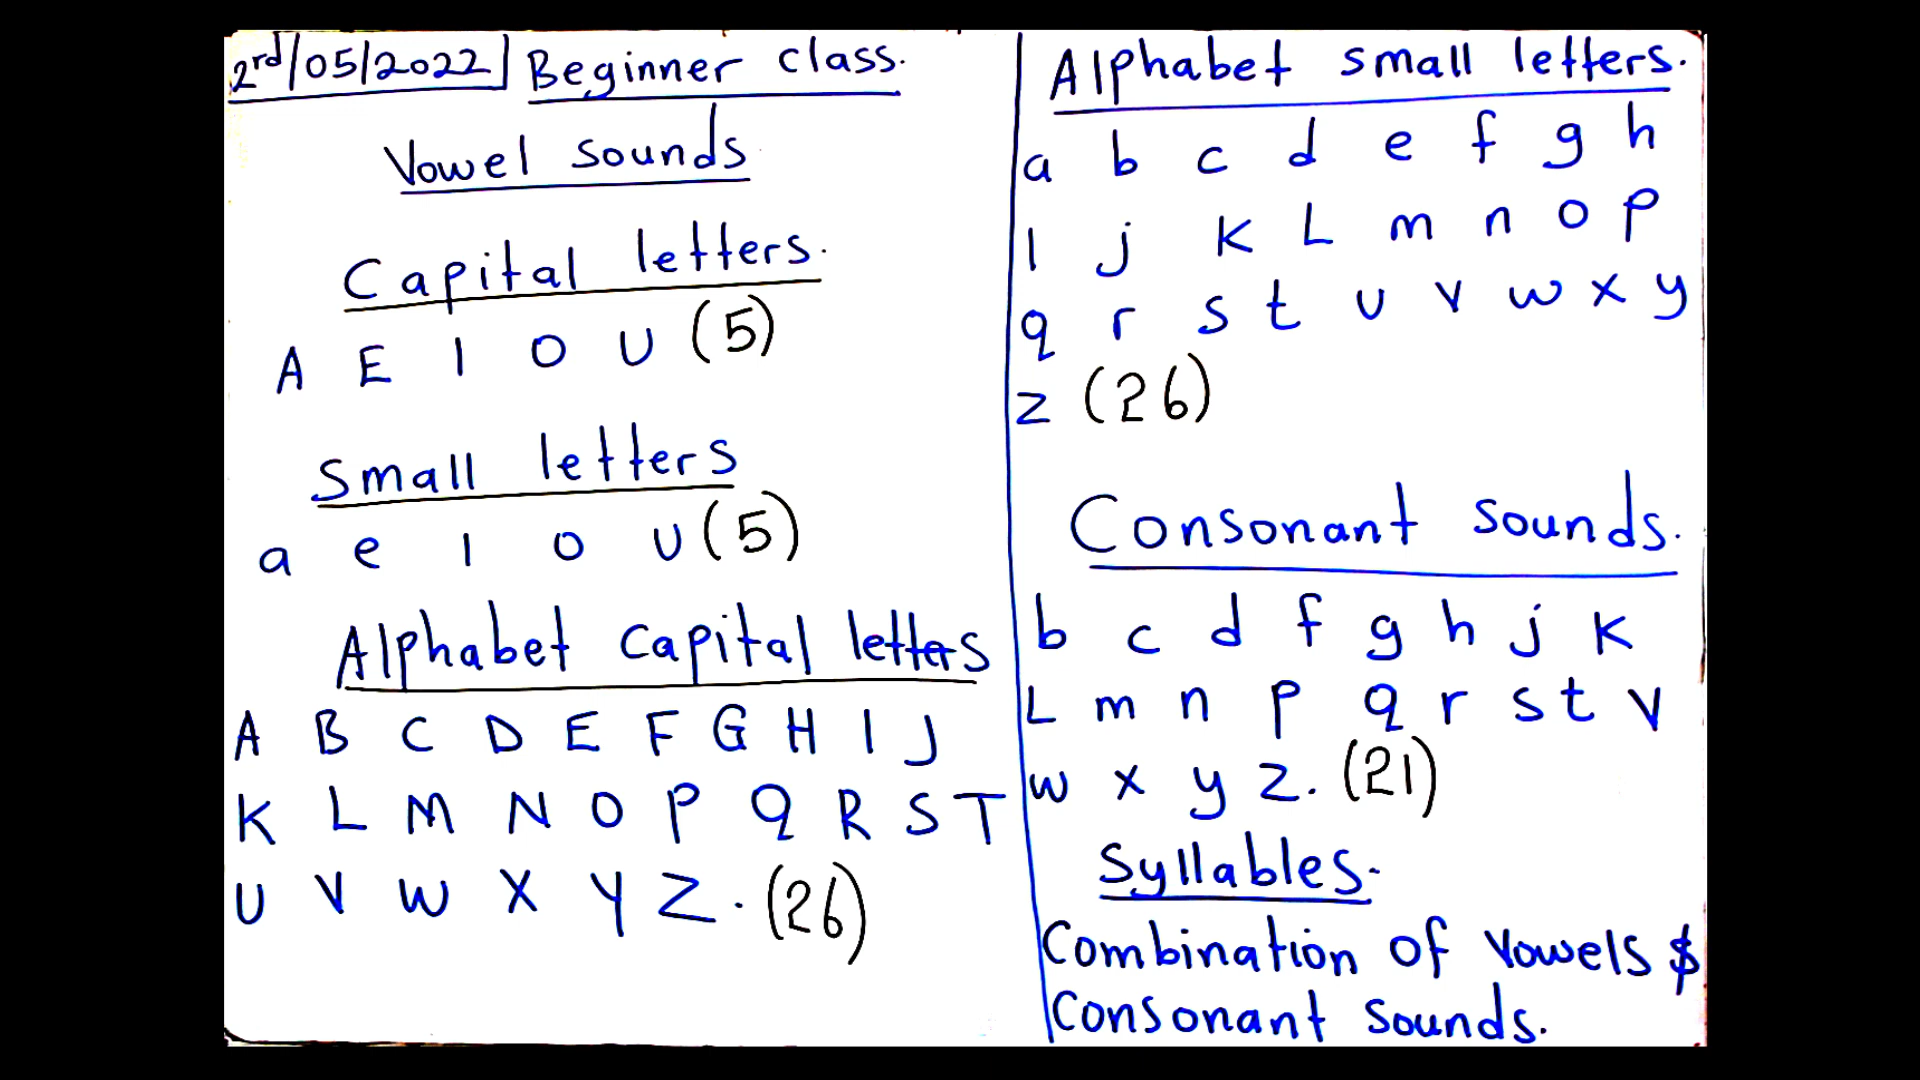 2rd/05/2022 Beginner class.
Vowel sounds
Capital letters.
A E I O U (5)
Small letters
a e I o U (5)
Alphabet capital letters
A B C D E F G H I J
K L M N O P Q R S T
U V W X Y Z. (26)
Alphabet small letters.
a b c d e f g h
I j k L m n o p
q r s t u v w x y
z (26)
Consonant sounds.
b c d f g h j k
L m n p q r s t v
w x y z. (21)
Syllables.
Combination of vowels $
Consonant sounds.